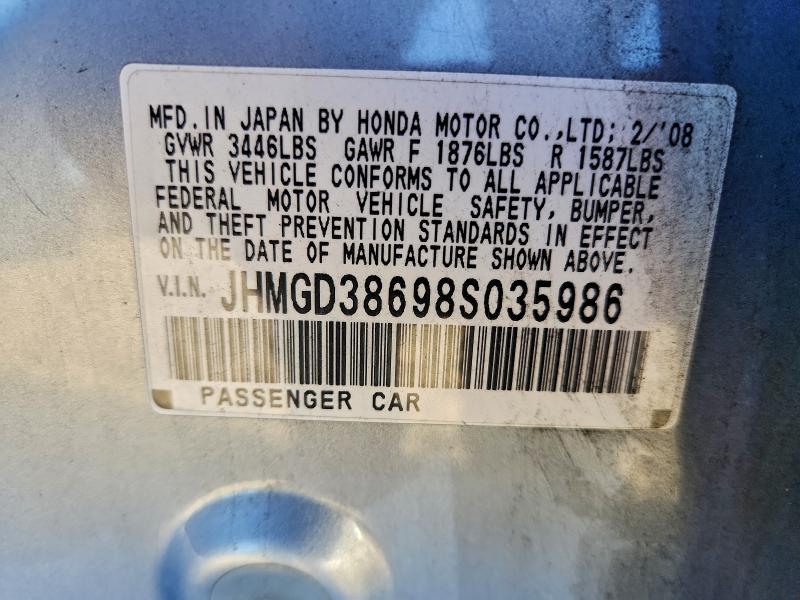 MFD. IN JAPAN BY HONDA MOTOR CO.,LTD; 2/'08
GVWR 3446LBS GAWR F 1876LBS R 1587LBS
THIS VEHICLE CONFORMS TO ALL APPLICABLE
FEDERAL MOTOR VEHICLE SAFETY, BUMPER,
AND THEFT PREVENTION STANDARDS IN EFFECT
ON THE DATE OF MANUFACTURE SHOWN ABOVE.
V.I.N. JHMGD38698S035986
PASSENGER CAR